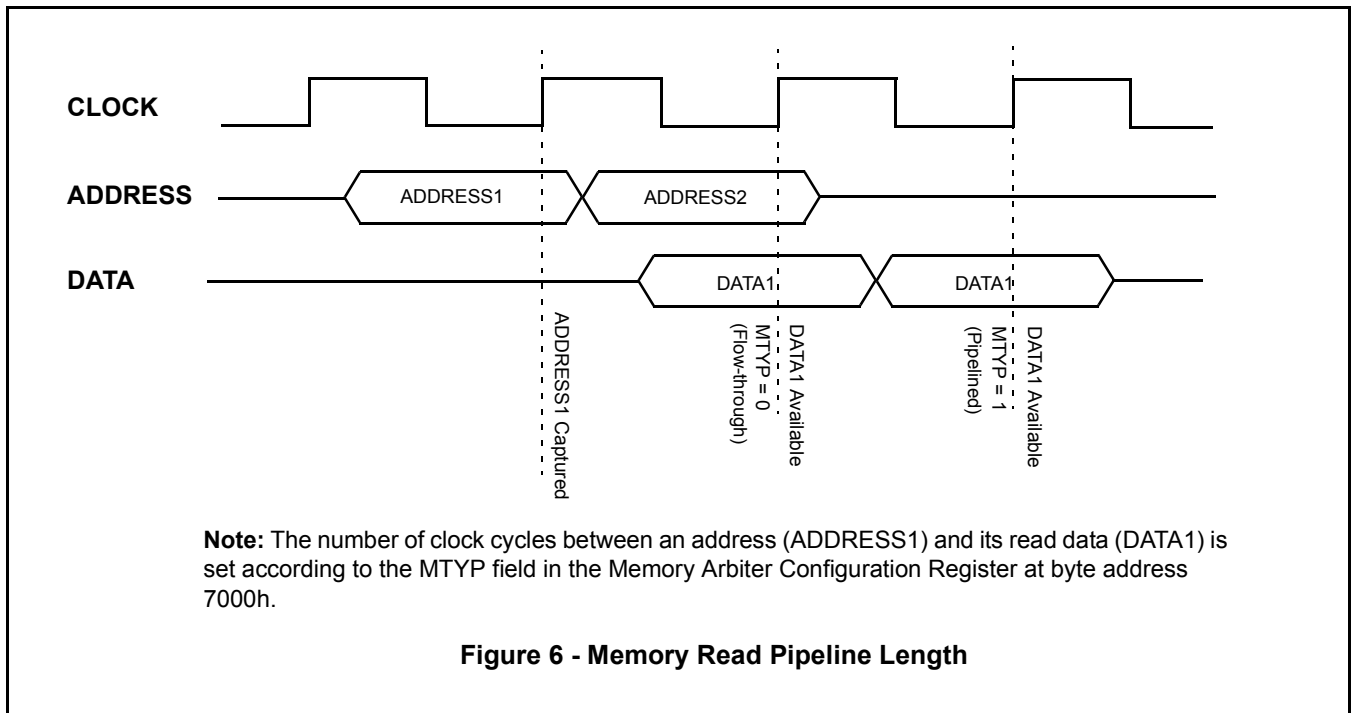 CLOCK
ADDRESS
ADDRESS1
ADDRESS2
DATA
DATA1
DATA1
ADDRESS1 Captured
DATA1 Available
MTYP = 0
(Flow-through)
DATA1 Available
MTYP = 1
(Pipelined)
Note: The number of clock cycles between an address (ADDRESS1) and its read data (DATA1) is
set according to the MTYP field in the Memory Arbiter Configuration Register at byte address
7000h.
Figure 6 - Memory Read Pipeline Length